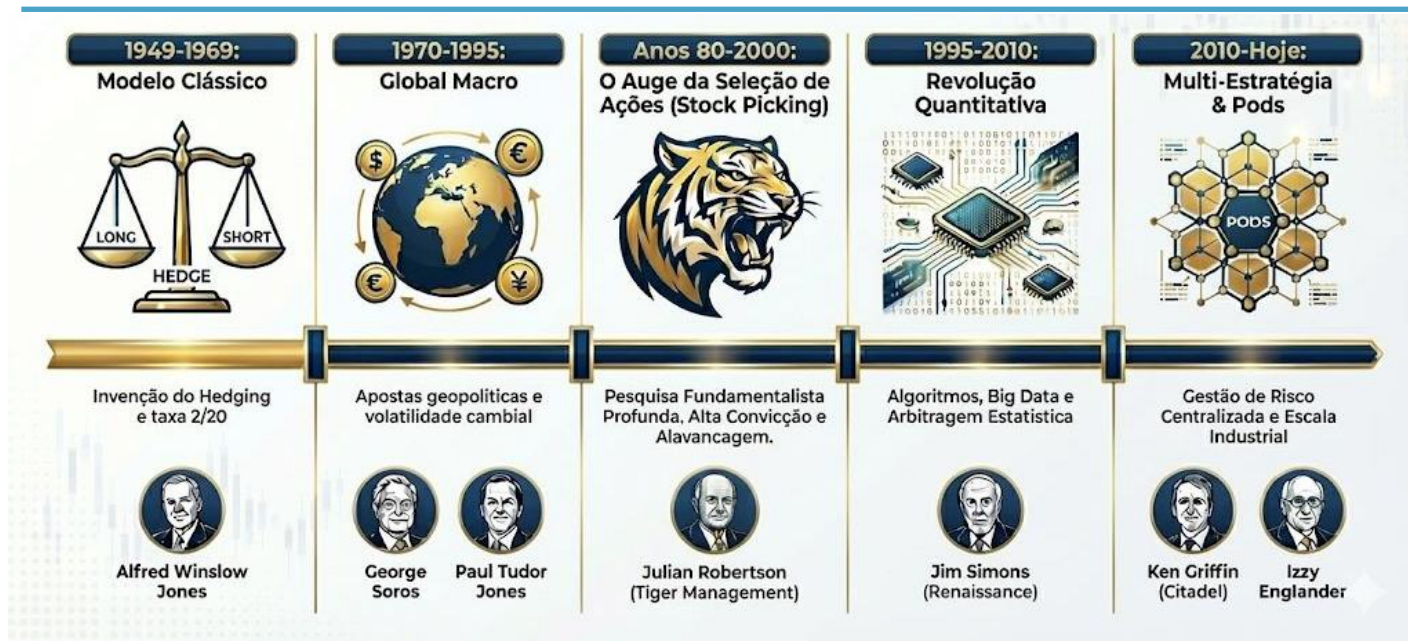 1949-1969:
Modelo Clássico
LONG
SHORT
HEDGE
Invenção do Hedging
e taxa 2/20
Alfred Winslow
Jones
1970-1995:
Global Macro
$
€
€
¥
Apostas geopolíticas e
volatilidade cambial
George
Soros
Paul Tudor
Jones
Anos 80-2000:
O Auge da Seleção de
Ações (Stock Picking)
Pesquisa Fundamentalista
Profunda, Alta Convicção e
Alavancagem.
Julian Robertson
(Tiger Management)
1995-2010:
Revolução
Quantitativa
Algoritmos, Big Data e
Arbitragem Estatistica
Jim Simons
(Renaissance)
2010-Hoje:
Multi-Estratégia
& Pods
PODS
Gestão de Risco
Centralizada e Escala
Industrial
Ken Griffin
(Citadel)
Izzy
Englander